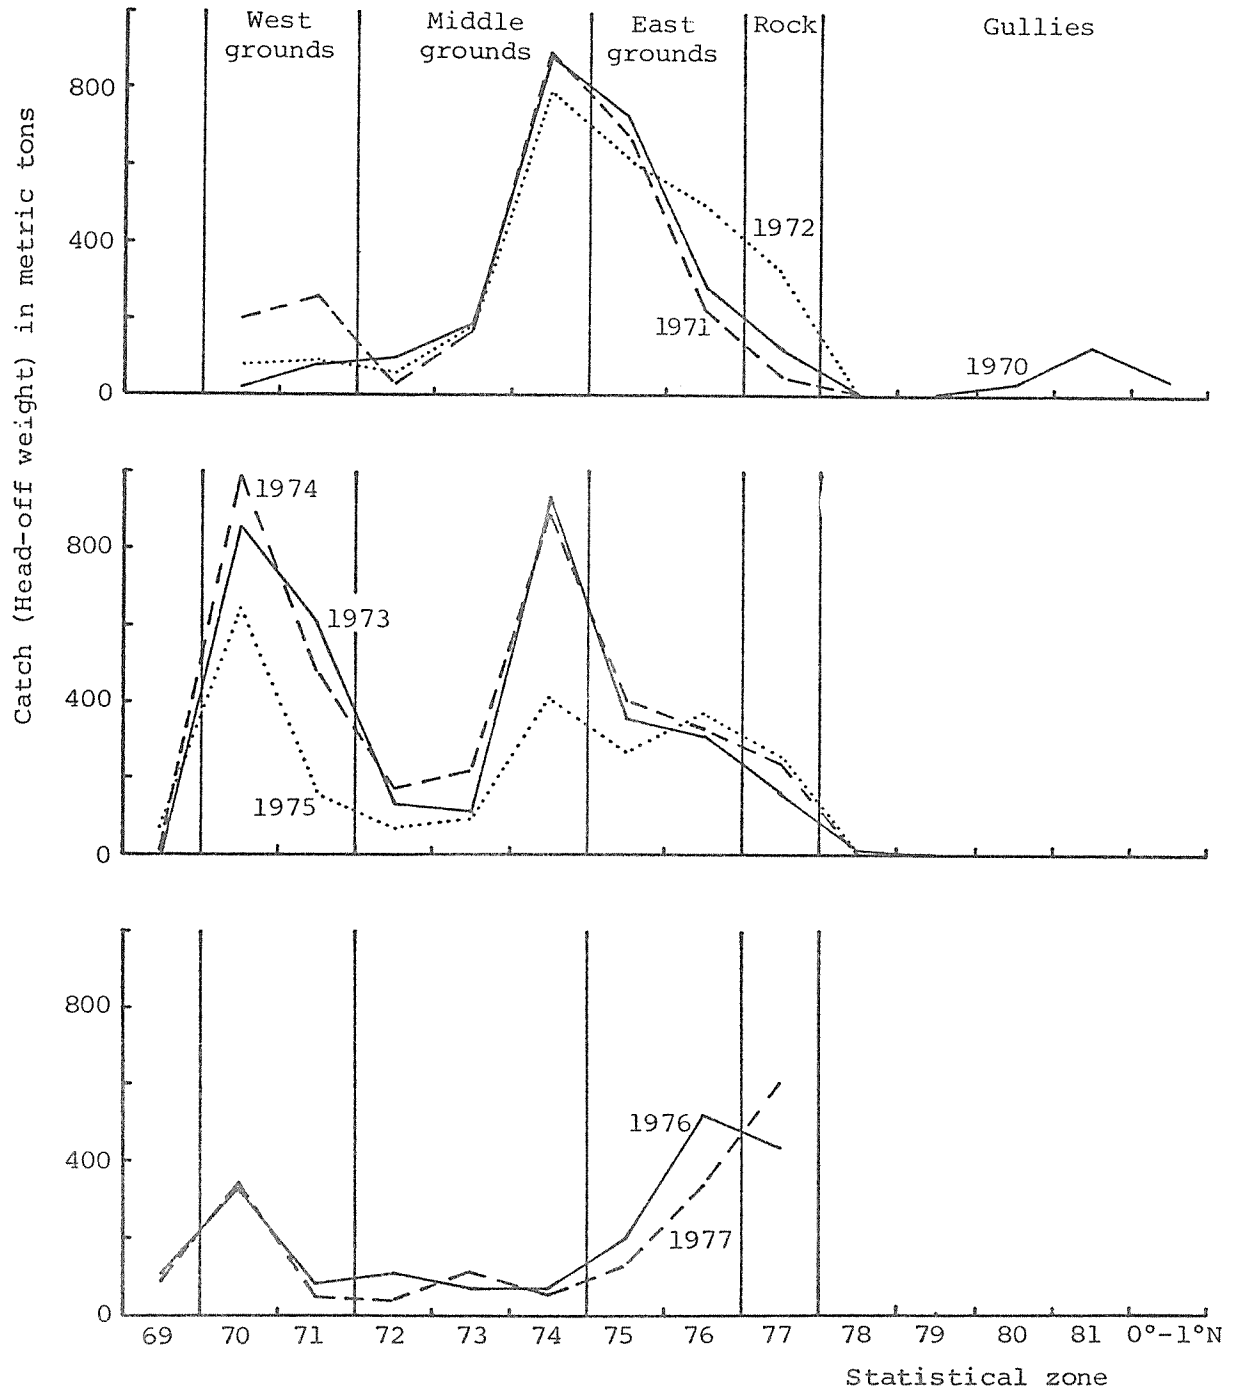 West grounds
Middle grounds
East grounds
Rock
Gullies
Catch (Head-off weight) in metric tons
800
400
0
1972
1971
1970
800
400
0
1974
1973
1975
800
400
0
1976
1977
69 70 71 72 73 74 75 76 77 78 79 80 81 0°-1°N
Statistical zone